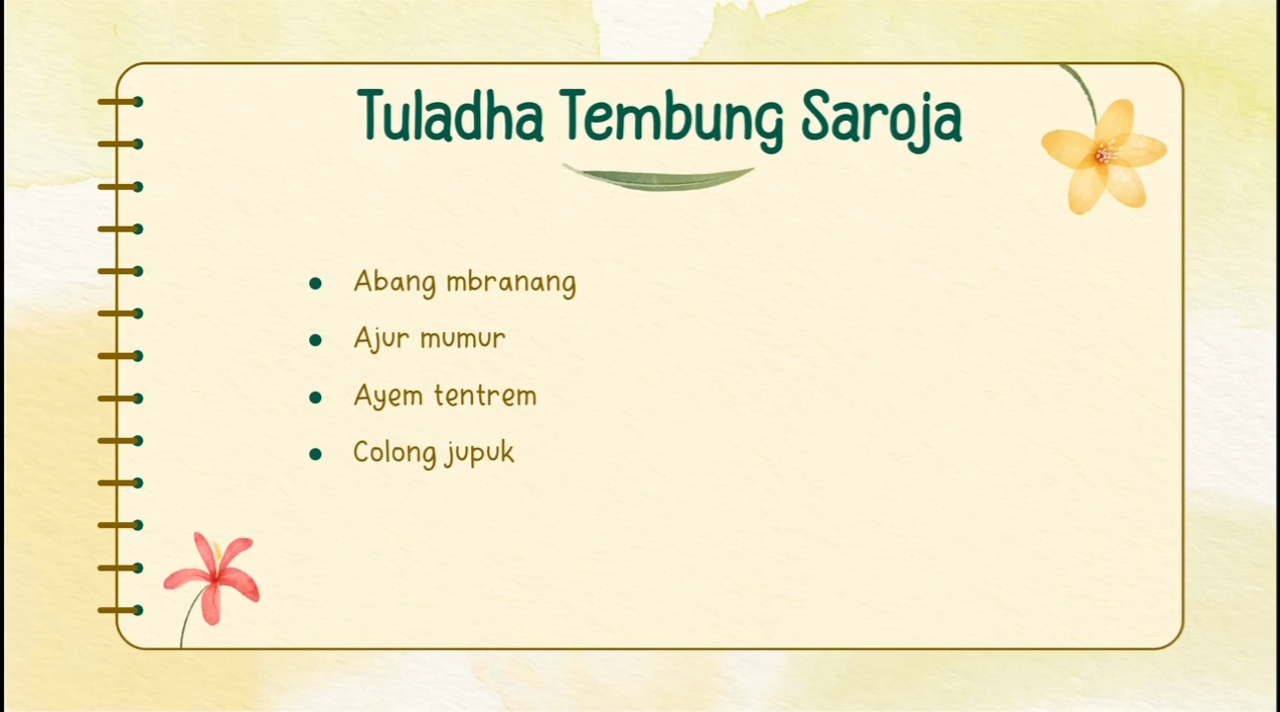 Tuladha Tembung Saroja
Abang mbranang
Ajur mumur
Ayem tentrem
Colong jupuk